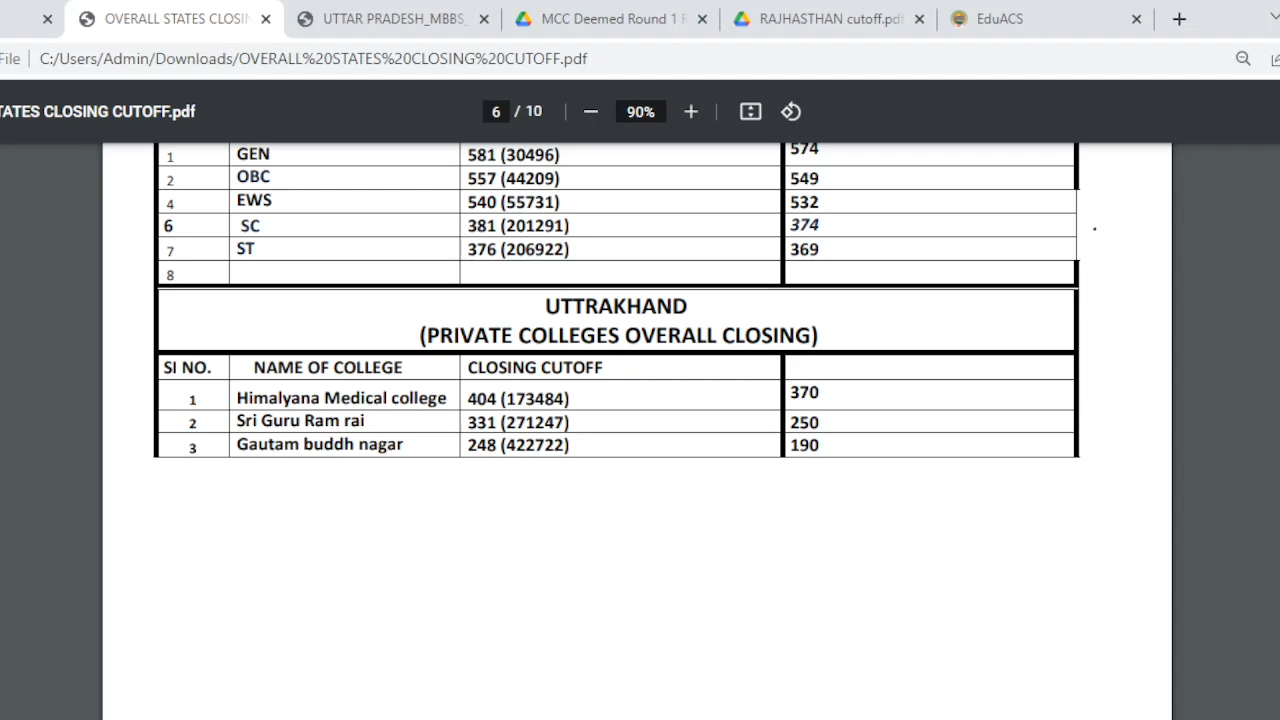 OVERALL STATES CLOSIN
UTTAR PRADESH_MBBS_
MCC Deemed Round 1
RAJHASTHAN cutoff.pdf
EduACS
File C:/Users/Admin/Downloads/OVERALL%20STATES%20CLOSING%20CUTOFF.pdf
TATES CLOSING CUTOFF.pdf 6 / 10 90%
1 GEN 581 (30496) 574
2 OBC 557 (44209) 549
4 EWS 540 (55731) 532
6 SC 381 (201291) 374
7 ST 376 (206922) 369
8
UTTRAKHAND
(PRIVATE COLLEGES OVERALL CLOSING)
SI NO. NAME OF COLLEGE CLOSING CUTOFF
1 Himalyana Medical college 404 (173484) 370
2 Sri Guru Ram rai 331 (271247) 250
3 Gautam buddh nagar 248 (422722) 190